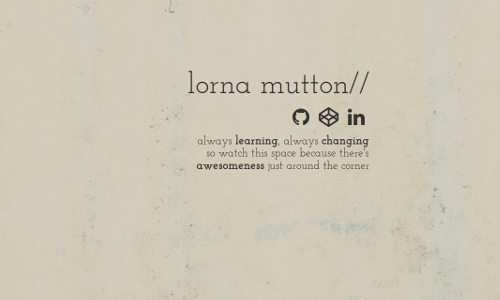 lorna mutton//
in
always learning, always changing
so watch this space because there's
awesomeness just around the corner